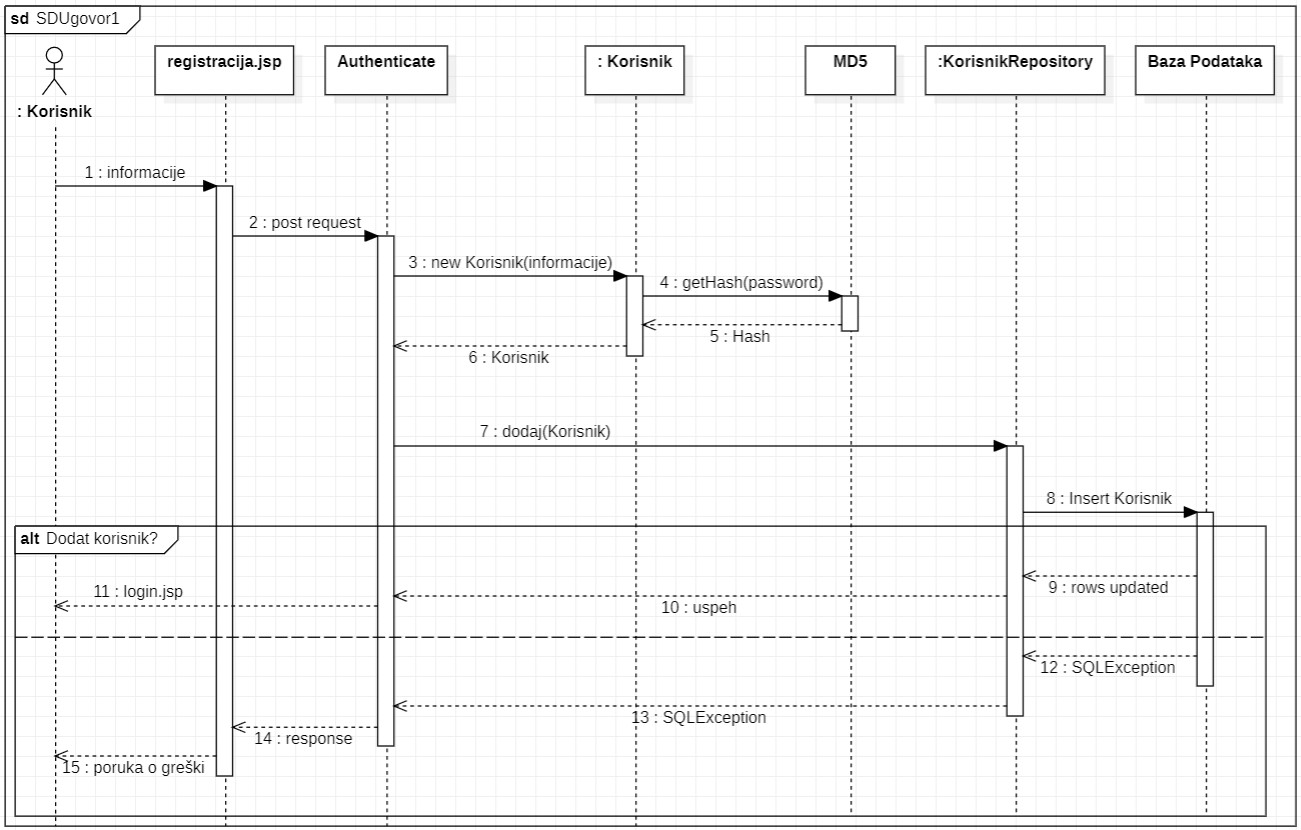 sd SDUgovor1
: Korisnik
registracija.jsp
Authenticate
: Korisnik
MD5
:KorisnikRepository
Baza Podataka
1 : informacije
2 : post request
3 : new Korisnik(informacije)
4 : getHash(password)
5 : Hash
6 : Korisnik
7 : dodaj(Korisnik)
8 : Insert Korisnik
alt Dodat korisnik?
9 : rows updated
10 : uspeh
11 : login.jsp
12 : SQLException
13 : SQLException
14 : response
15 : poruka o greški